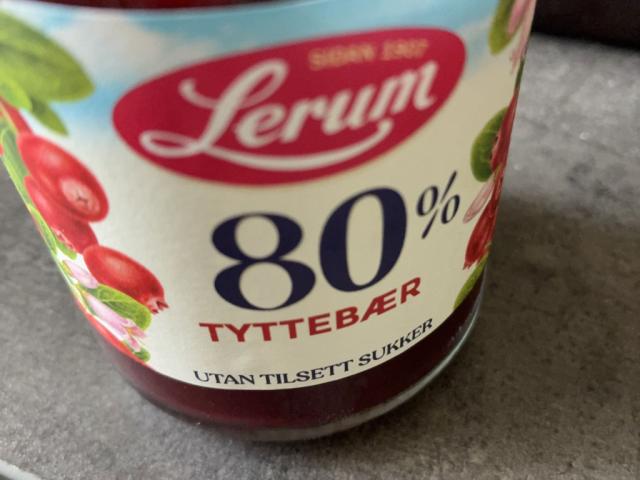 SIDAN 1907
Lerum
80%
TYTTEBÆR
UTAN TILSETT SUKKER